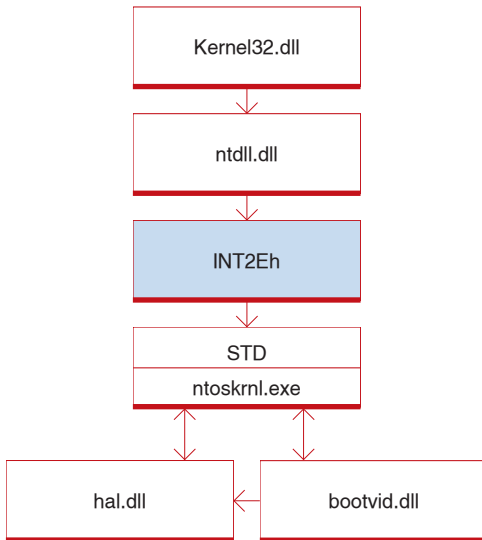 Kernel32.dll
ntdll.dll
INT2Eh
STD
ntoskrnl.exe
hal.dll
bootvid.dll